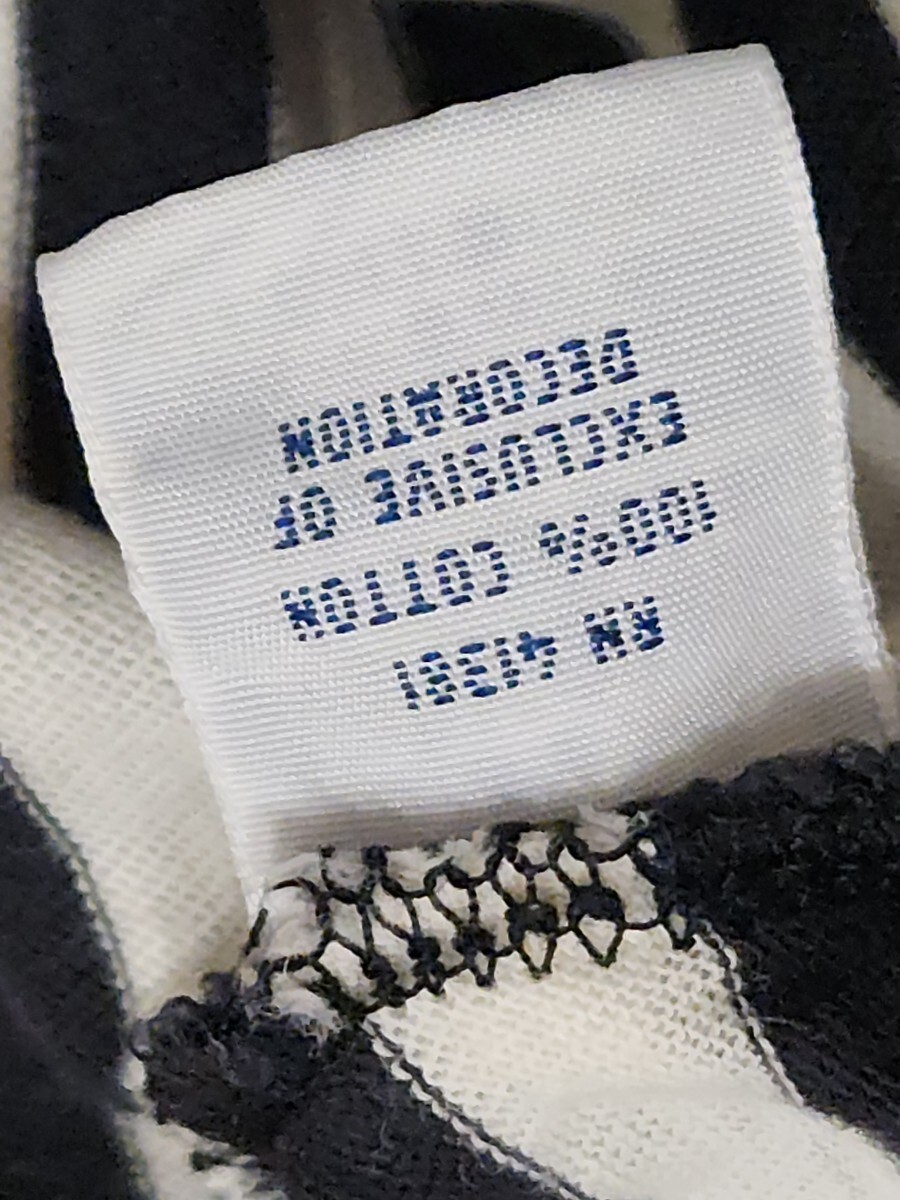 RN 41381
100% COTTON
EXCLUSIVE OF
DECORATION